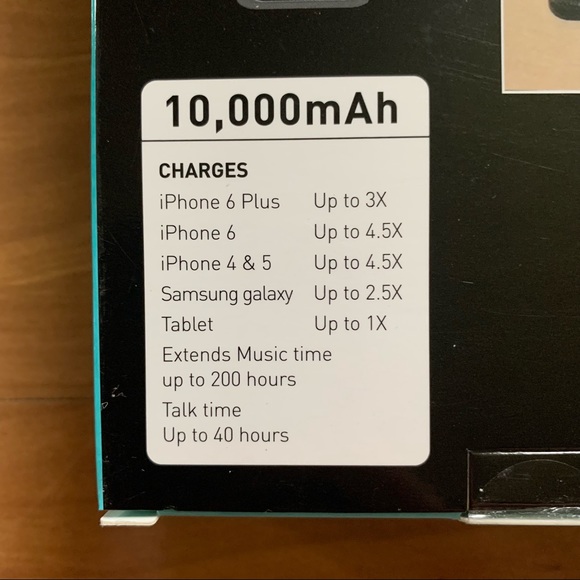 10,000mAh
CHARGES
iPhone 6 Plus Up to 3X
iPhone 6 Up to 4.5X
iPhone 4 & 5 Up to 4.5X
Samsung galaxy Up to 2.5X
Tablet Up to 1X
Extends Music time
up to 200 hours
Talk time
Up to 40 hours